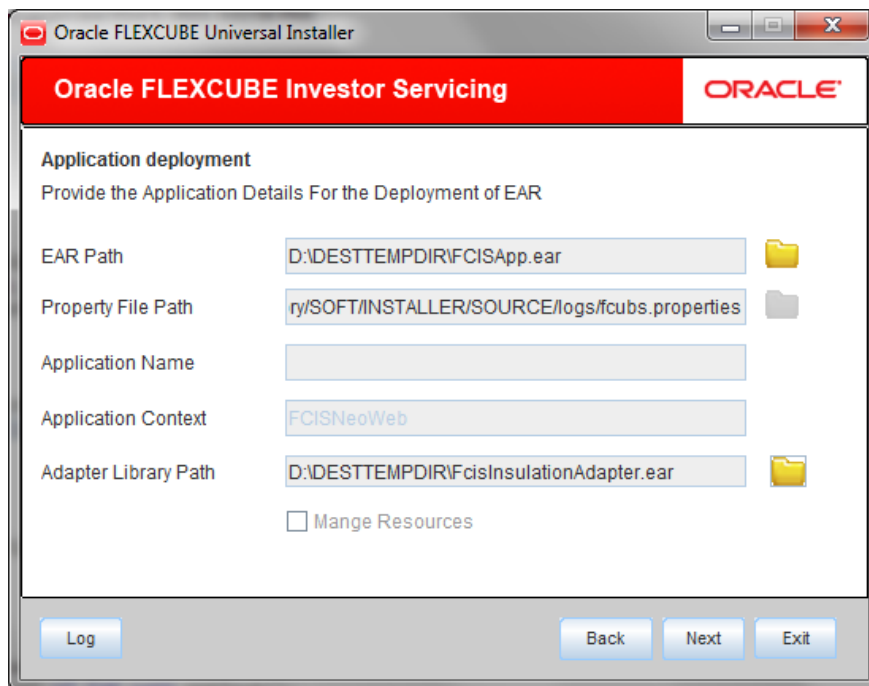 Oracle FLEXCUBE Universal Installer
Oracle FLEXCUBE Investor Servicing
ORACLE
Application deployment
Provide the Application Details For the Deployment of EAR
EAR Path D:\DESTTEMPDIR\FCISApp.ear
Property File Path ry/SOFT/INSTALLER/SOURCE/logs/fcubs.properties
Application Name
Application Context FCISNeoWeb
Adapter Library Path D:\DESTTEMPDIR\FcisInsulationAdapter.ear
Mange Resources
Log Back Next Exit